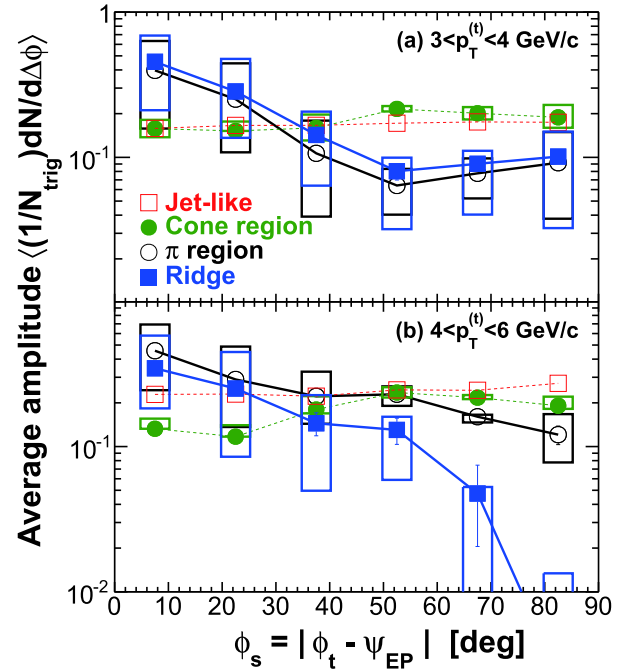 (a) 3<p_T^(t)<4 GeV/c
1
10^-1
Jet-like
Cone region
π region
Ridge
Average amplitude ⟨(1/N_trig)dN/dΔϕ⟩
(b) 4<p_T^(t)<6 GeV/c
10^-1
10^-2
0 10 20 30 40 50 60 70 80 90
ϕ_s = | ϕ_t - ψ_EP | [deg]